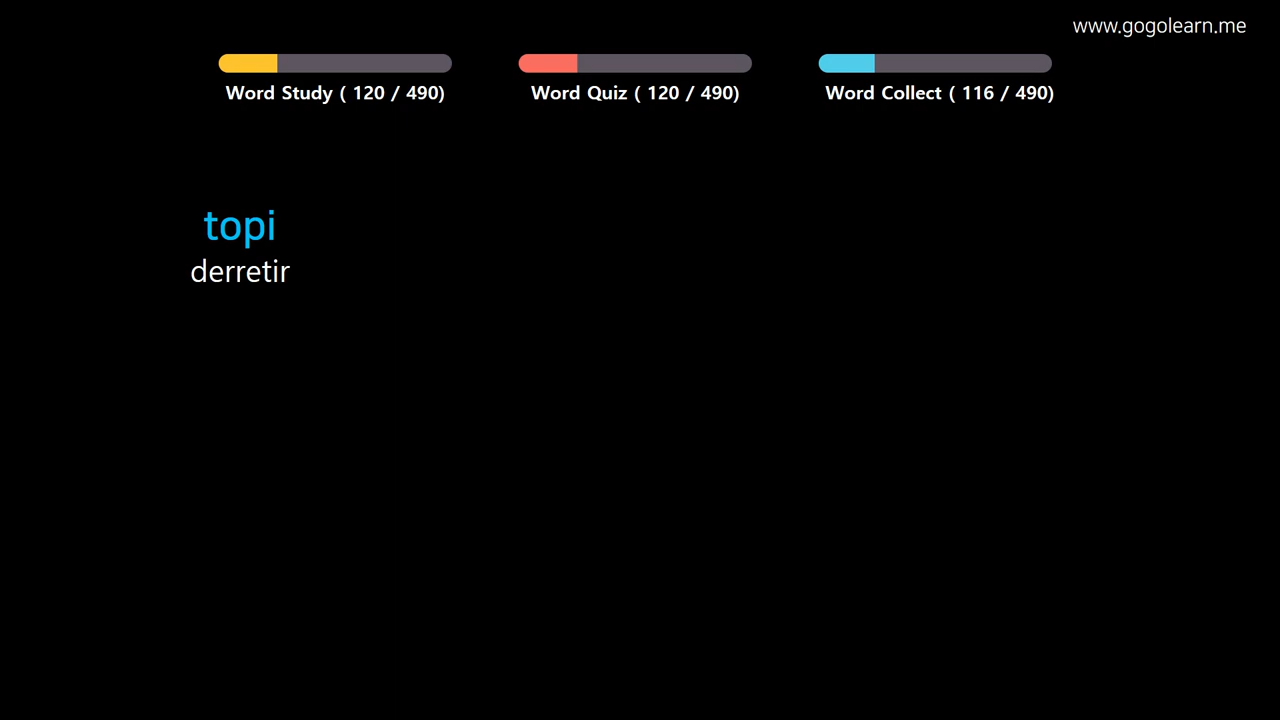 www.gogolearn.me
Word Study ( 120 / 490)
Word Quiz ( 120 / 490)
Word Collect ( 116 / 490)
topi
derretir